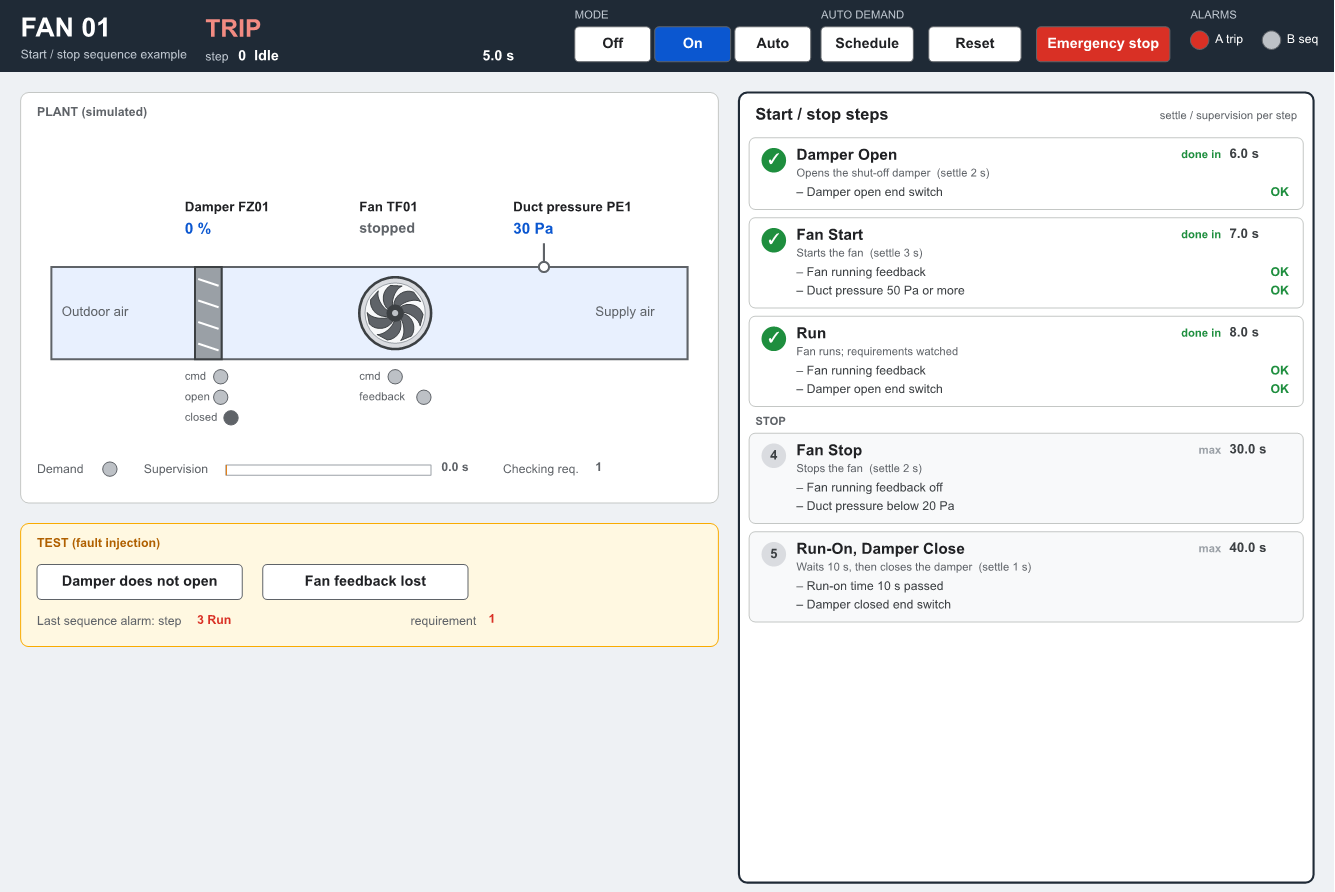 FAN 01
TRIP
Start / stop sequence example
step 0 Idle
5.0 s
MODE
Off
On
Auto
AUTO DEMAND
Schedule
Reset
Emergency stop
ALARMS
A trip
B seq
PLANT (simulated)
Damper FZ01
0 %
Fan TF01
stopped
Duct pressure PE1
30 Pa
Outdoor air
Supply air
cmd
open
closed
cmd
feedback
Demand
Supervision
0.0 s
Checking req. 1
TEST (fault injection)
Damper does not open
Fan feedback lost
Last sequence alarm: step 3 Run
requirement 1
Start / stop steps
settle / supervision per step
✓
Damper Open
done in 6.0 s
Opens the shut-off damper (settle 2 s)
– Damper open end switch
OK
✓
Fan Start
done in 7.0 s
Starts the fan (settle 3 s)
– Fan running feedback
OK
– Duct pressure 50 Pa or more
OK
✓
Run
done in 8.0 s
Fan runs; requirements watched
– Fan running feedback
OK
– Damper open end switch
OK
STOP
4
Fan Stop
max 30.0 s
Stops the fan (settle 2 s)
– Fan running feedback off
– Duct pressure below 20 Pa
5
Run-On, Damper Close
max 40.0 s
Waits 10 s, then closes the damper (settle 1 s)
– Run-on time 10 s passed
– Damper closed end switch